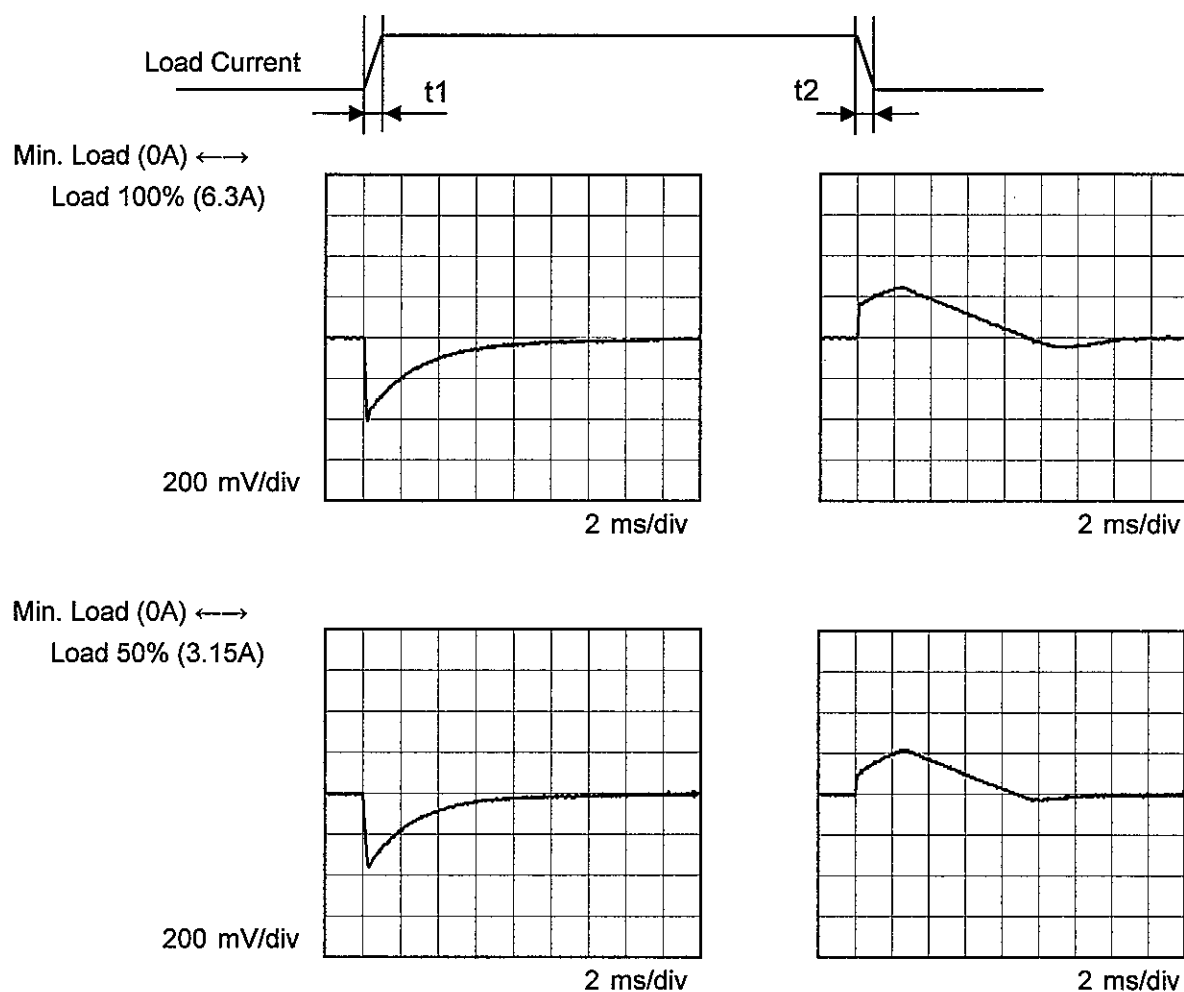 Load Current
t1
t2
Min. Load (0A) ←→
Load 100% (6.3A)
200 mV/div
2 ms/div
2 ms/div
Min. Load (0A) ←→
Load 50% (3.15A)
200 mV/div
2 ms/div
2 ms/div